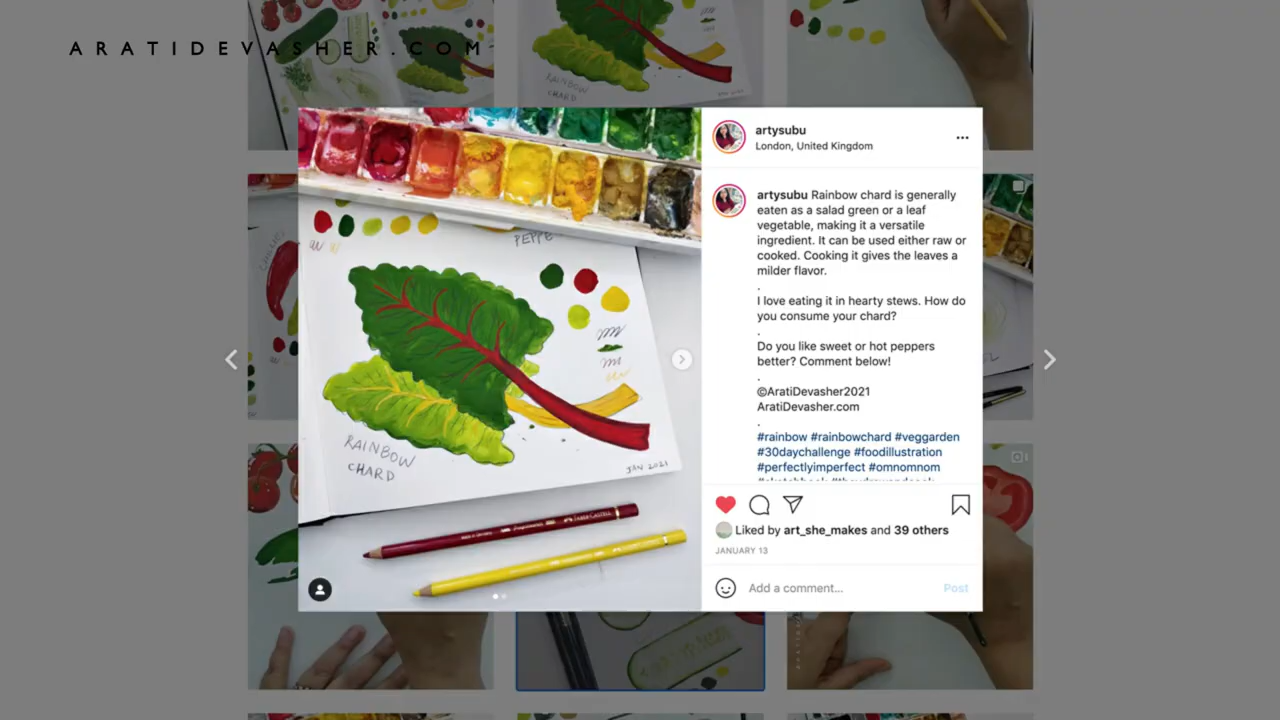 ARATIDEVASHER.COM
RAINBOW
CHARD
PEPPE
RAINBOW
CHARD
JAN 2021
FABER-CASTELL
artysubu
London, United Kingdom
artysubu Rainbow chard is generally
eaten as a salad green or a leaf
vegetable, making it a versatile
ingredient. It can be used either raw or
cooked. Cooking it gives the leaves a
milder flavor.
.
I love eating it in hearty stews. How do
you consume your chard?
.
Do you like sweet or hot peppers
better? Comment below!
.
©AratiDevasher2021
AratiDevasher.com
.
#rainbow #rainbowchard #veggarden
#30daychallenge #foodillustration
#perfectlyimperfect #omnomnom
#sketchbook #theydrawandcook
Liked by art_she_makes and 39 others
JANUARY 13
Add a comment...
Post